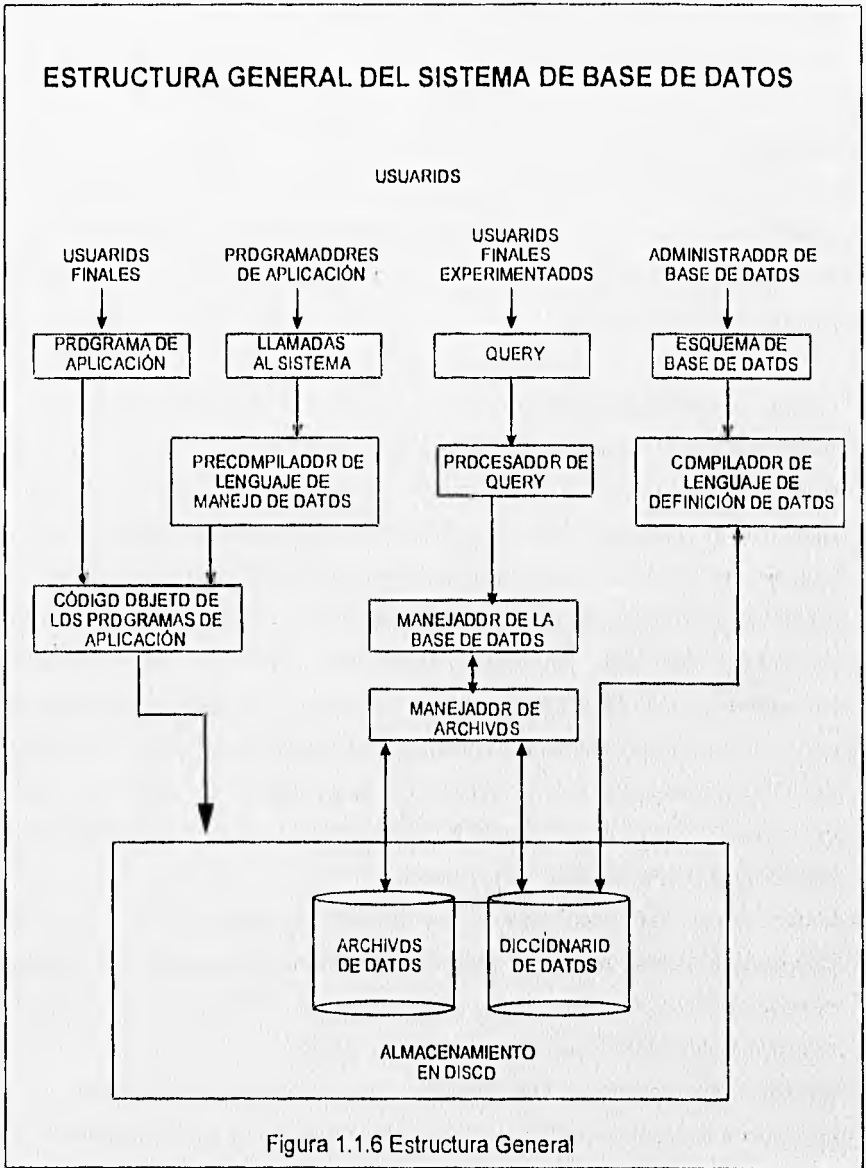 ESTRUCTURA GENERAL DEL SISTEMA DE BASE DE DATOS
USUARIOS
USUARIOS
FINALES
PROGRAMADORES
DE APLICACIÓN
USUARIOS
FINALES
EXPERIMENTADOS
ADMINISTRADOR DE
BASE DE DATOS
PROGRAMA DE
APLICACIÓN
LLAMADAS
AL SISTEMA
QUERY
ESQUEMA DE
BASE DE DATOS
PRECOMPILADOR DE
LENGUAJE DE
MANEJO DE DATOS
PROCESADOR DE
QUERY
COMPILADOR DE
LENGUAJE DE
DEFINICIÓN DE DATOS
CÓDIGO OBJETO DE
LOS PROGRAMAS DE
APLICACIÓN
MANEJADOR DE LA
BASE DE DATOS
MANEJADOR DE
ARCHIVOS
ARCHIVOS
DE DATOS
DICCIONARIO
DE DATOS
ALMACENAMIENTO
EN DISCO
Figura 1.1.6 Estructura General